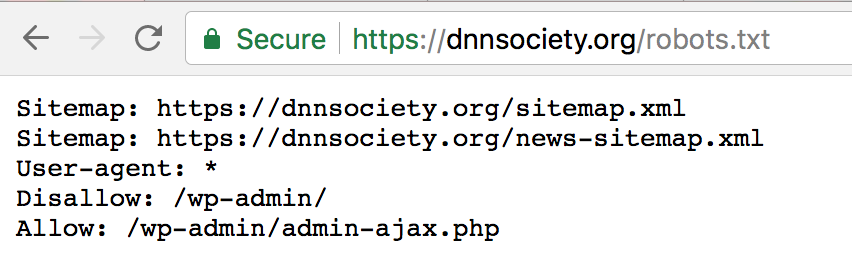 Secure https://dnnsociety.org/robots.txt
Sitemap: https://dnnsociety.org/sitemap.xml
Sitemap: https://dnnsociety.org/news-sitemap.xml
User-agent: *
Disallow: /wp-admin/
Allow: /wp-admin/admin-ajax.php